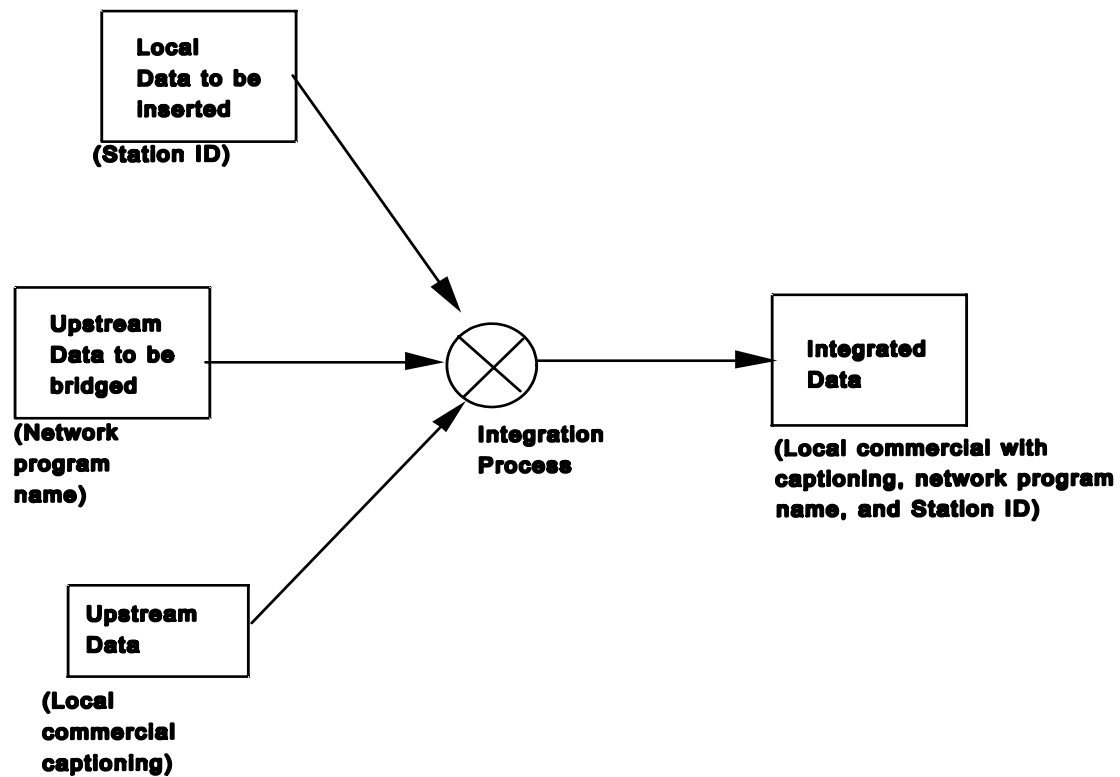 Local
Data to be
inserted
(Station ID)
Upstream
Data to be
bridged
(Network
program
name)
Integration
Process
Integrated
Data
(Local commercial with
captioning, network program
name, and Station ID)
Upstream
Data
(Local
commercial
captioning)